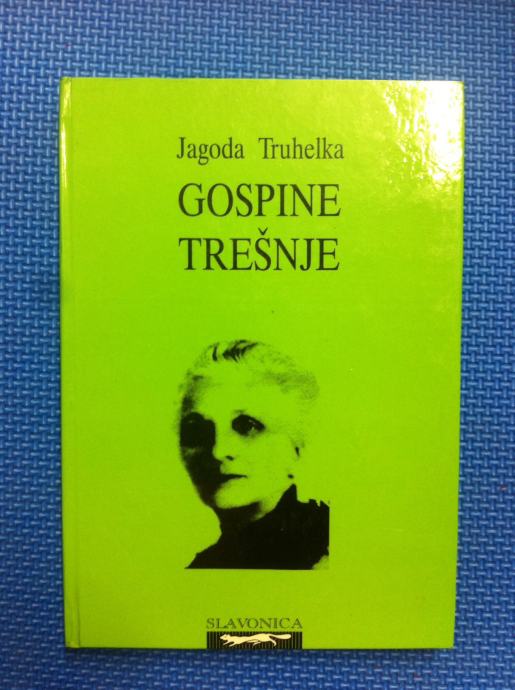 Jagoda Truhelka
GOSPINE
TREŠNJE
SLAVONICA